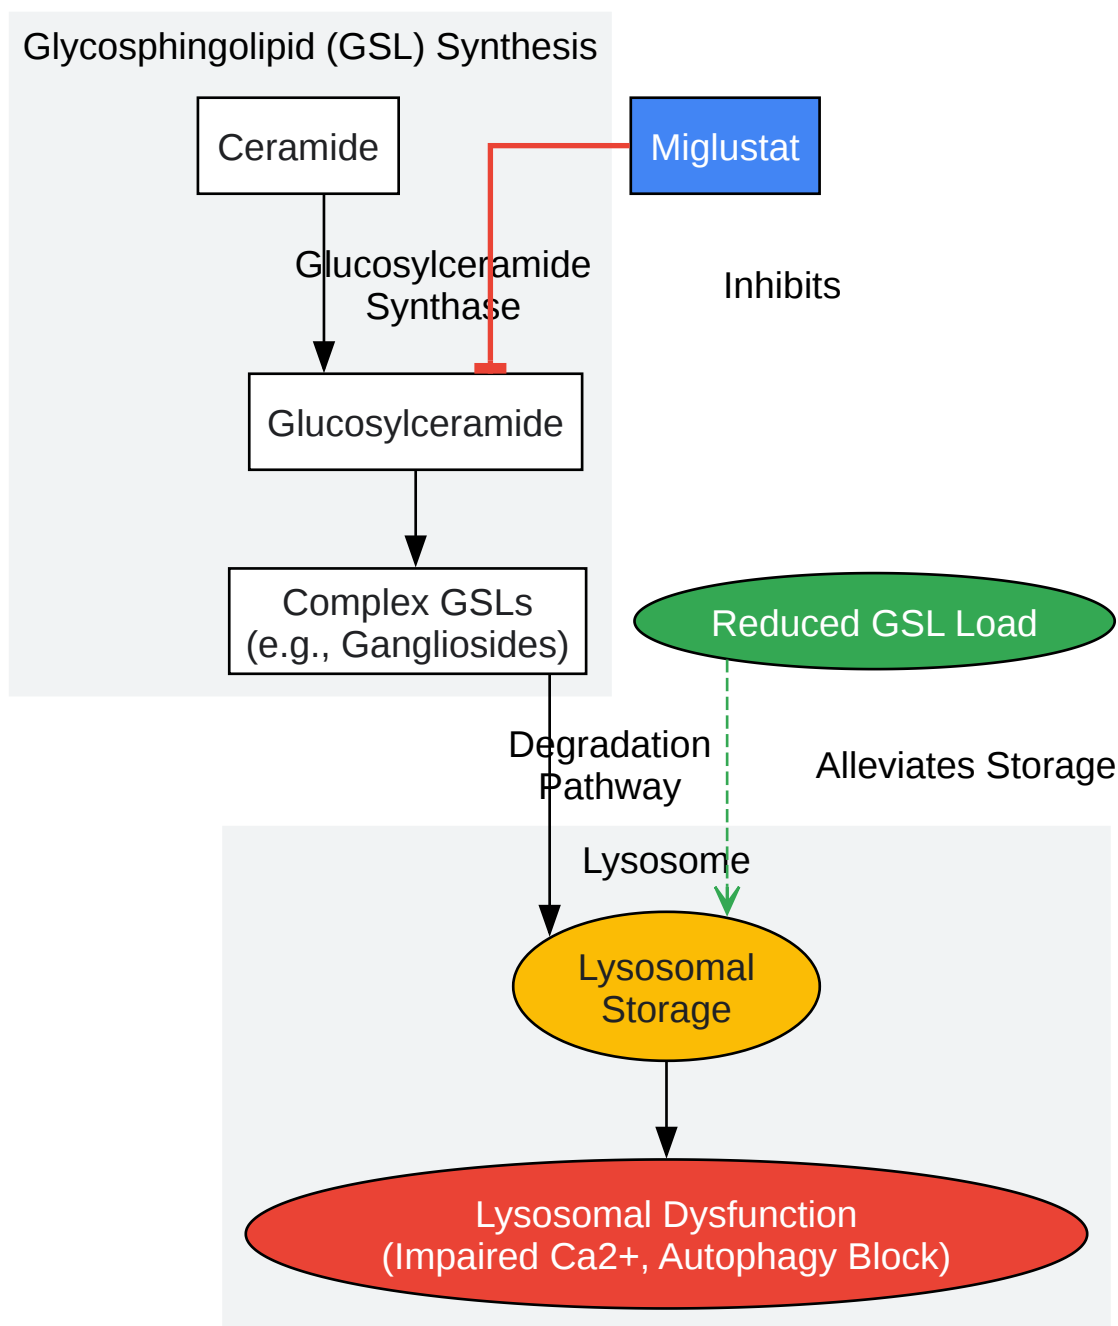 Glycosphingolipid (GSL) Synthesis
Ceramide
Miglustat
Glucosylceramide
Synthase
Inhibits
Glucosylceramide
Complex GSLs
(e.g., Gangliosides)
Reduced GSL Load
Degradation
Pathway
Alleviates Storage
Lysosome
Lysosomal
Storage
Lysosomal Dysfunction
(Impaired Ca2+, Autophagy Block)